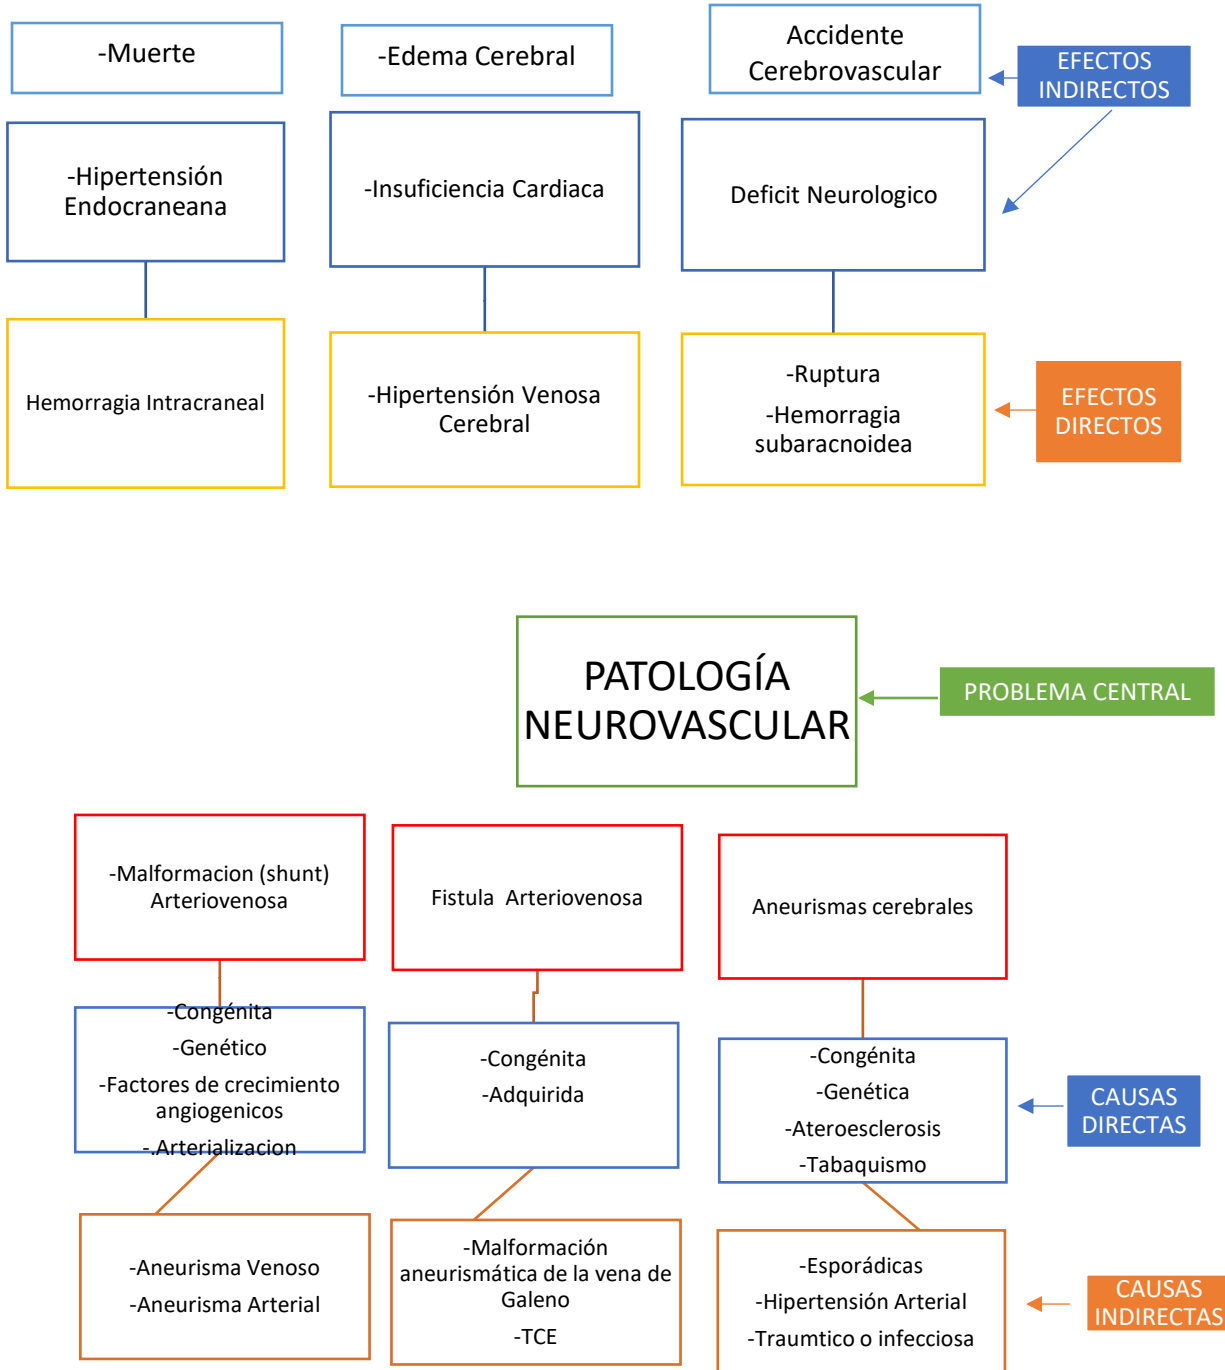 -Muerte
-Edema Cerebral
Accidente
Cerebrovascular
EFECTOS
INDIRECTOS
-Hipertensión
Endocraneana
-Insuficiencia Cardiaca
Deficit Neurologico
Hemorragia Intracraneal
-Hipertensión Venosa
Cerebral
-Ruptura
-Hemorragia
subaracnoidea
EFECTOS
DIRECTOS
PATOLOGÍA
NEUROVASCULAR
PROBLEMA CENTRAL
-Malformacion (shunt)
Arteriovenosa
Fistula Arteriovenosa
Aneurismas cerebrales
-Congénita
-Genético
-Factores de crecimiento
angiogenicos
-.Arterializacion
-Congénita
-Adquirida
-Congénita
-Genética
-Ateroesclerosis
-Tabaquismo
CAUSAS
DIRECTAS
-Aneurisma Venoso
-Aneurisma Arterial
-Malformación
aneurismática de la vena de
Galeno
-TCE
-Esporádicas
-Hipertensión Arterial
-Traumtico o infecciosa
CAUSAS
INDIRECTAS